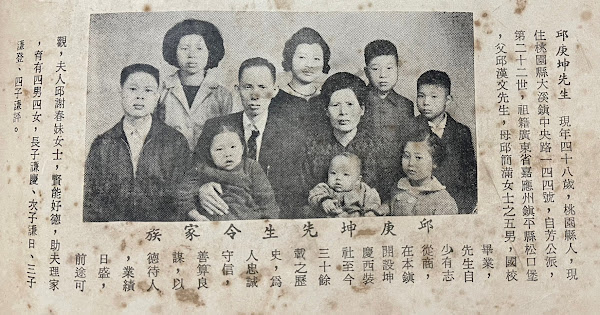 邱庚坤先生　現年四十八歲，桃園縣人，現
住桃園縣大溪鎮中央路一四四號，自芳公派，
第二十二世，祖籍廣東省嘉應州鎮平縣松口堡
，父邱漢文先生，母邱簡滿女士之五男，國校
畢業，
先生自
少有志
從商，
在本鎮
開設坤
慶西裝
社至今
三十餘
載之歷
史，為
人忠誠
守信，
善算良
謀，以
德待人
，業績
日盛，
前途可
觀，夫人邱謝春妹女士，賢能好德，助夫理家
，育有四男四女，長子謙慶、次子謙日、三子
謙登、四子謙評。
邱庚坤先生令家族